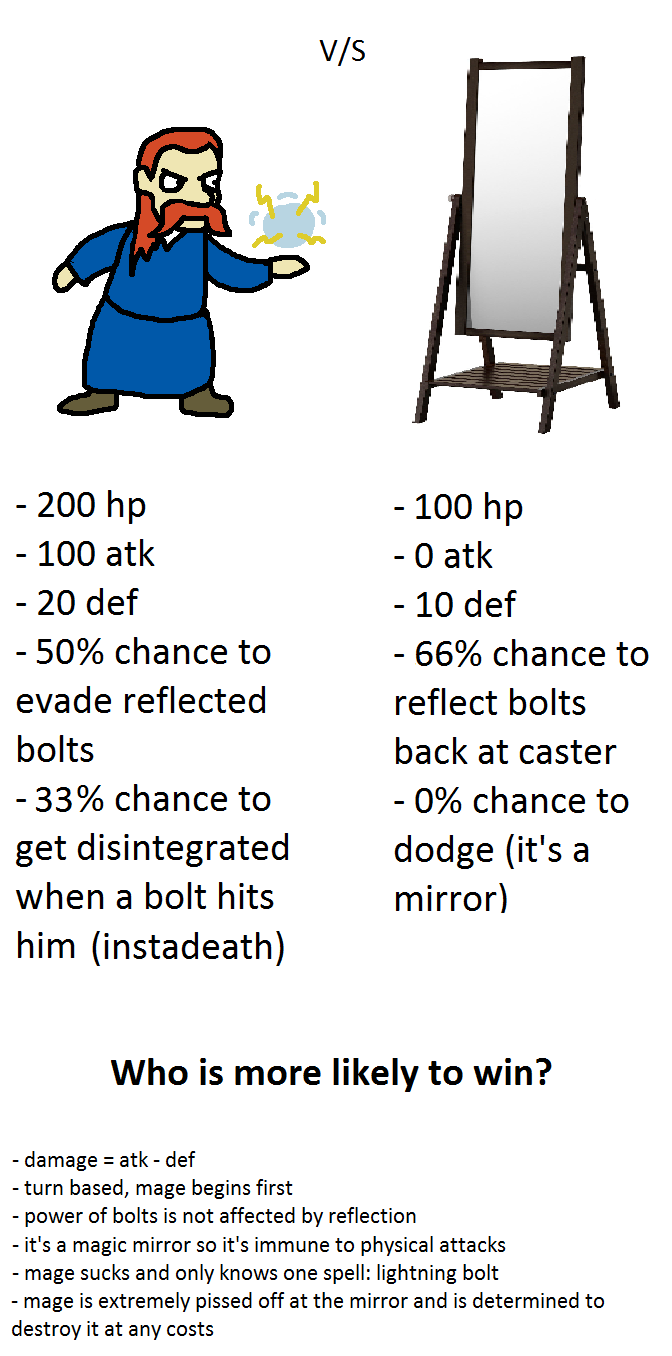 V/S
- 200 hp
- 100 atk
- 20 def
- 50% chance to
evade reflected
bolts
- 33% chance to
get disintegrated
when a bolt hits
him (instadeath)
- 100 hp
- 0 atk
- 10 def
- 66% chance to
reflect bolts
back at caster
- 0% chance to
dodge (it's a
mirror)
Who is more likely to win?
- damage = atk - def
- turn based, mage begins first
- power of bolts is not affected by reflection
- it's a magic mirror so it's immune to physical attacks
- mage sucks and only knows one spell: lightning bolt
- mage is extremely pissed off at the mirror and is determined to
destroy it at any costs